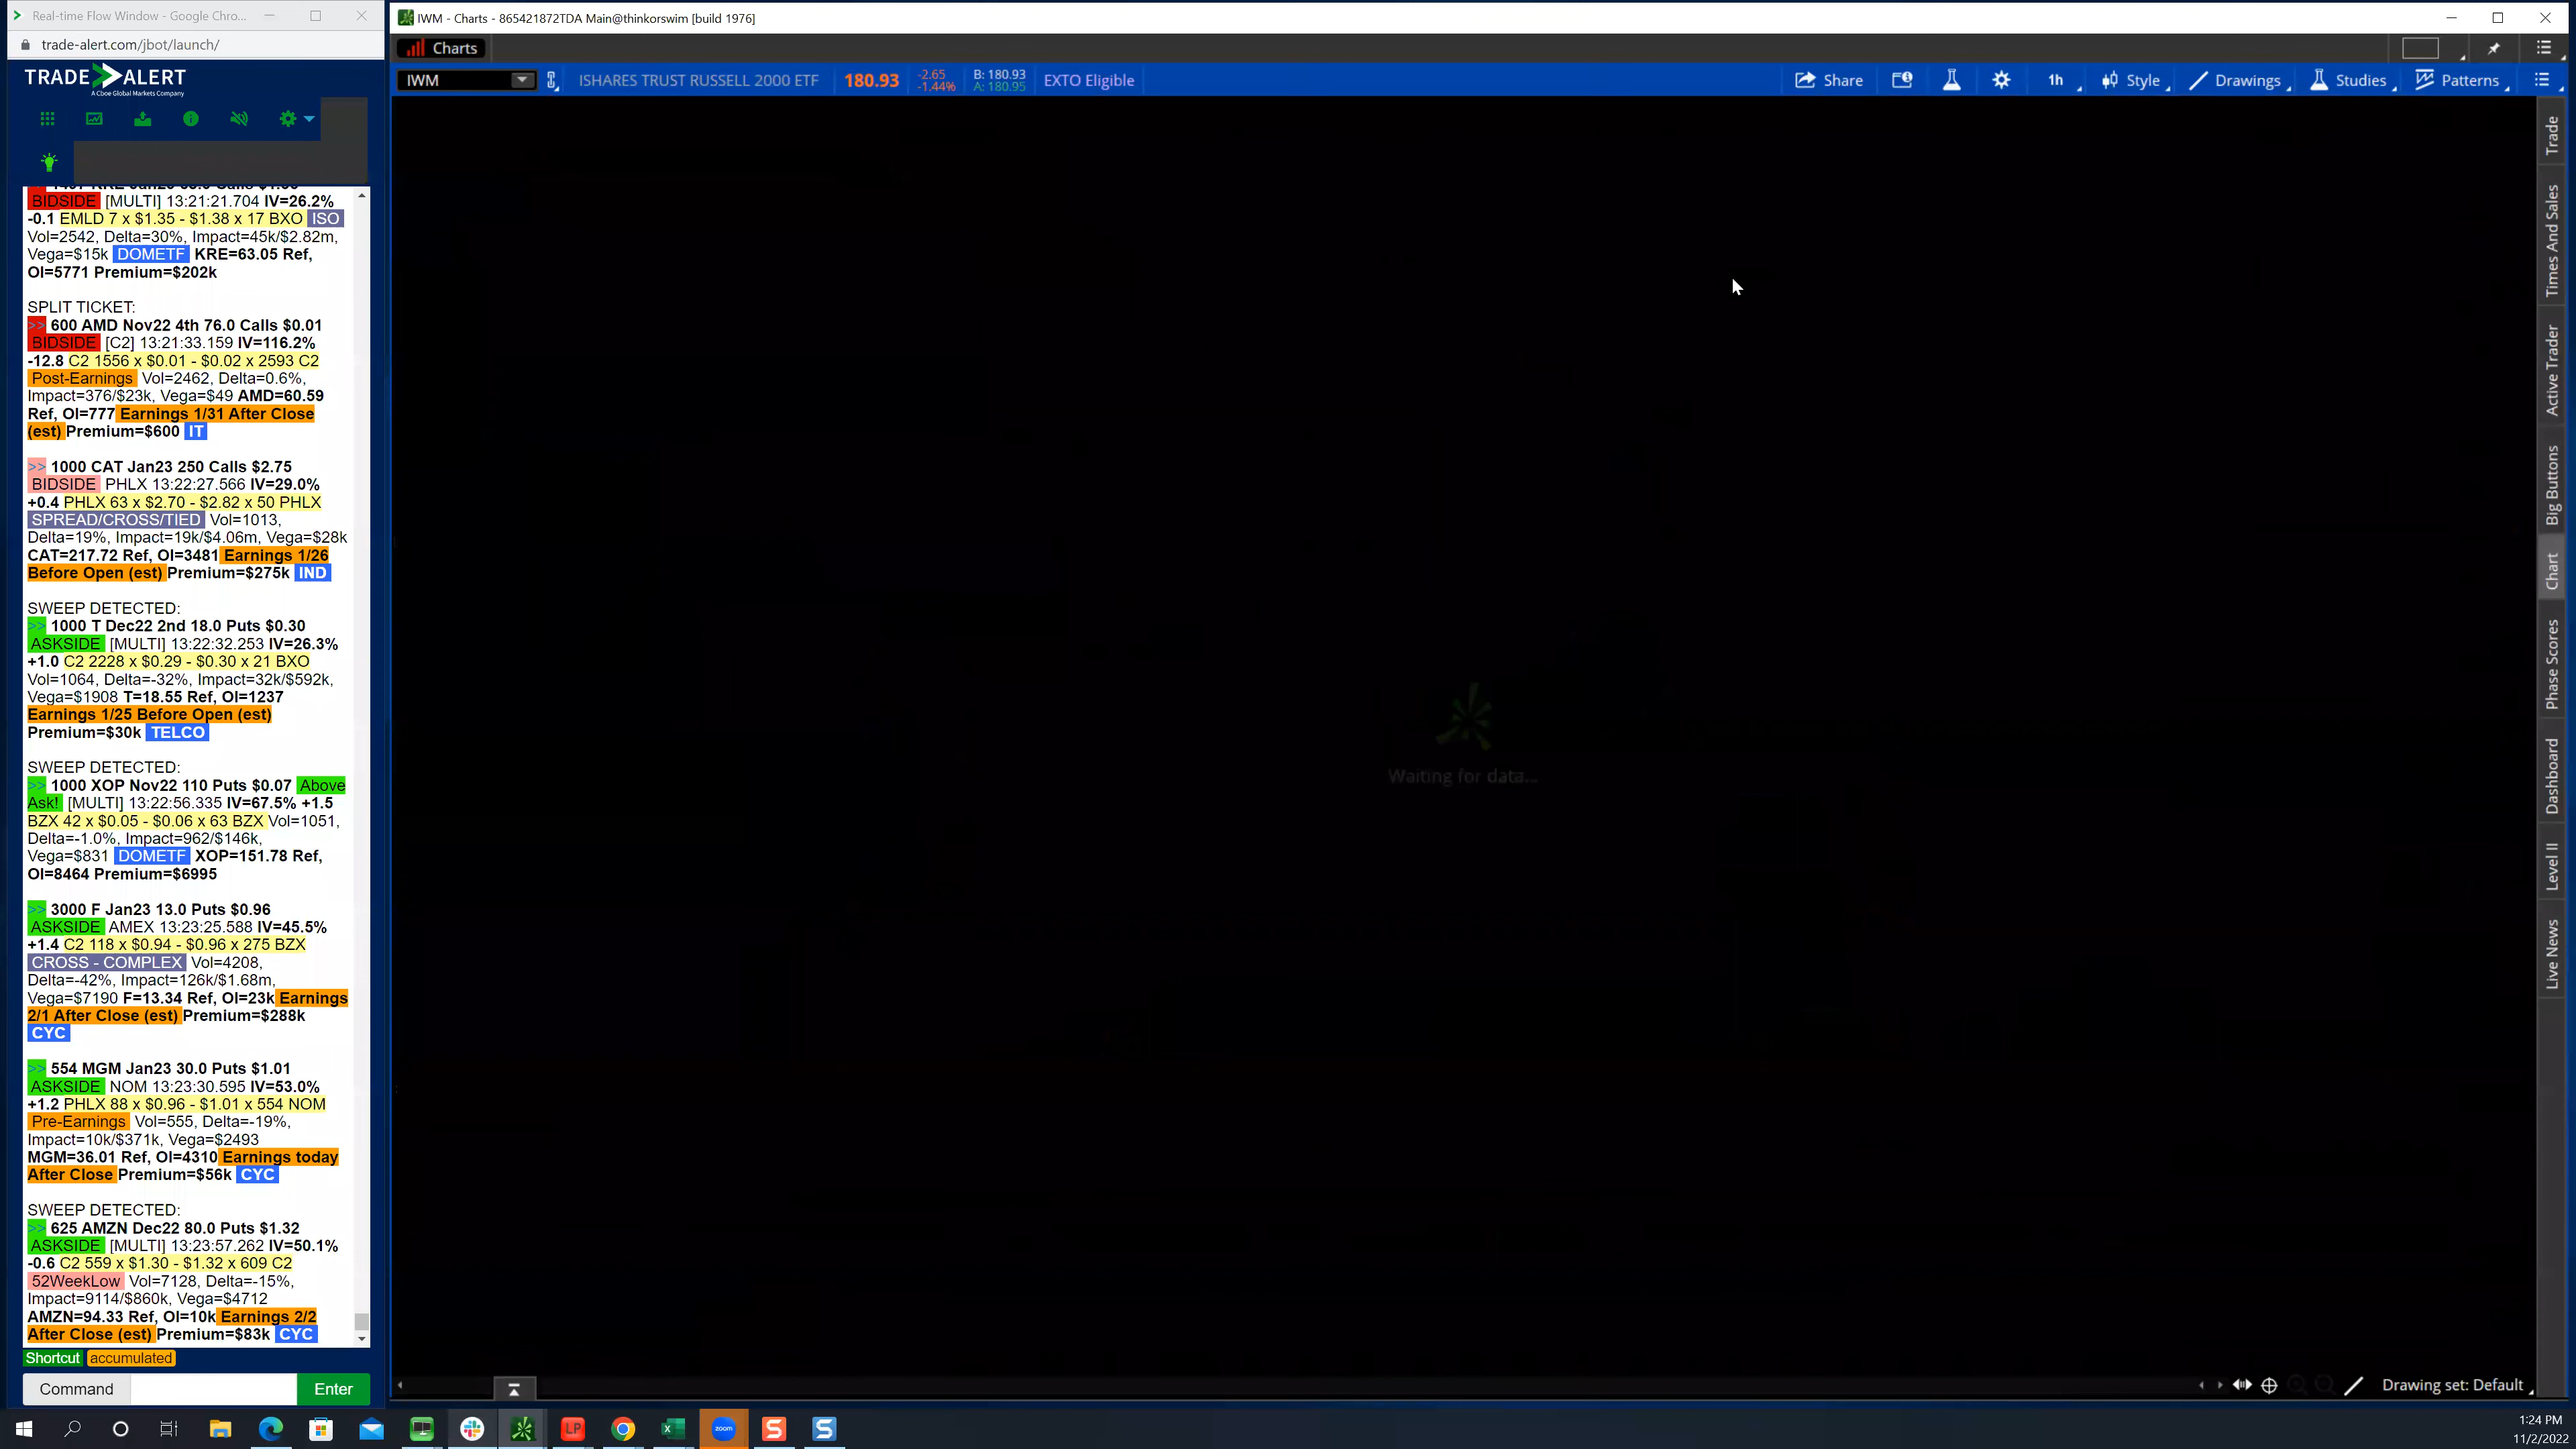 Real-time Flow Window - Google Chro...
trade-alert.com/jbot/launch/
TRADE ALERT
A Cboe Global Markets Company
BIDSIDE [MULTI] 13:21:21.704 IV=26.2%
-0.1 EMLD 7 x $1.35 - $1.38 x 17 BXO ISO
Vol=2542, Delta=30%, Impact=45k/$2.82m,
Vega=$15k DOMETF KRE=63.05 Ref,
OI=5771 Premium=$202k
SPLIT TICKET:
>> 600 AMD Nov22 4th 76.0 Calls $0.01
BIDSIDE [C2] 13:21:33.159 IV=116.2%
-12.8 C2 1556 x $0.01 - $0.02 x 2593 C2
Post-Earnings Vol=2462, Delta=0.6%,
Impact=376/$23k, Vega=$49 AMD=60.59
Ref, OI=777 Earnings 1/31 After Close
(est) Premium=$600 IT
>> 1000 CAT Jan23 250 Calls $2.75
BIDSIDE PHLX 13:22:27.566 IV=29.0%
+0.4 PHLX 63 x $2.70 - $2.82 x 50 PHLX
SPREAD/CROSS/TIED Vol=1013,
Delta=19%, Impact=19k/$4.06m, Vega=$28k
CAT=217.72 Ref, OI=3481 Earnings 1/26
Before Open (est) Premium=$275k IND
SWEEP DETECTED:
>> 1000 T Dec22 2nd 18.0 Puts $0.30
ASKSIDE [MULTI] 13:22:32.253 IV=26.3%
+1.0 C2 2228 x $0.29 - $0.30 x 21 BXO
Vol=1064, Delta=-32%, Impact=32k/$592k,
Vega=$1908 T=18.55 Ref, OI=1237
Earnings 1/25 Before Open (est)
Premium=$30k TELCO
SWEEP DETECTED:
>> 1000 XOP Nov22 110 Puts $0.07 Above
Ask! [MULTI] 13:22:56.335 IV=67.5% +1.5
BZX 42 x $0.05 - $0.06 x 63 BZX Vol=1051,
Delta=-1.0%, Impact=962/$146k,
Vega=$831 DOMETF XOP=151.78 Ref,
OI=8464 Premium=$6995
>> 3000 F Jan23 13.0 Puts $0.96
ASKSIDE AMEX 13:23:25.588 IV=45.5%
+1.4 C2 118 x $0.94 - $0.96 x 275 BZX
CROSS - COMPLEX Vol=4208,
Delta=-42%, Impact=126k/$1.68m,
Vega=$7190 F=13.34 Ref, OI=23k Earnings
2/1 After Close (est) Premium=$288k
CYC
>> 554 MGM Jan23 30.0 Puts $1.01
ASKSIDE NOM 13:23:30.595 IV=53.0%
+1.2 PHLX 88 x $0.96 - $1.01 x 554 NOM
Pre-Earnings Vol=555, Delta=-19%,
Impact=10k/$371k, Vega=$2493
MGM=36.01 Ref, OI=4310 Earnings today
After Close Premium=$56k CYC
SWEEP DETECTED:
>> 625 AMZN Dec22 80.0 Puts $1.32
ASKSIDE [MULTI] 13:23:57.262 IV=50.1%
-0.6 C2 559 x $1.30 - $1.32 x 609 C2
52WeekLow Vol=7128, Delta=-15%,
Impact=9114/$860k, Vega=$4712
AMZN=94.33 Ref, OI=10k Earnings 2/2
After Close (est) Premium=$83k CYC
Shortcut accumulated
Command Enter
IWM - Charts - 865421872TDA Main@thinkorswim [build 1976]
Charts
IWM ISHARES TRUST RUSSELL 2000 ETF 180.93 -2.65 -1.44% B: 180.93 A: 180.95 EXTO Eligible Share 1h Style Drawings Studies Patterns
Waiting for data...
Trade
Times And Sales
Active Trader
Big Buttons
Chart
Phase Scores
Dashboard
Level II
Live News
Drawing set: Default
LP
zoom
S
S
1:24 PM
11/2/2022